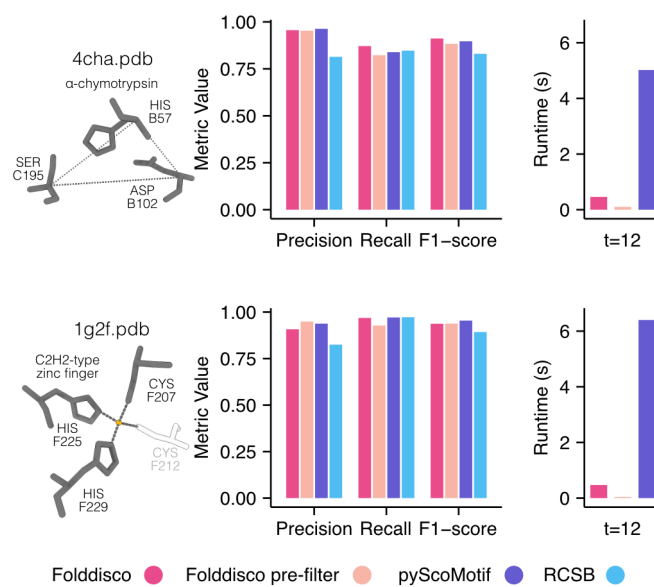 4cha.pdb
α-chymotrypsin
HIS
B57
SER
C195
ASP
B102
Metric Value
1.00
0.75
0.50
0.25
0.00
Precision Recall F1−score
Runtime (s)
6
4
2
0
t=12
1g2f.pdb
C2H2-type
zinc finger
CYS
F207
HIS
F225
CYS
F212
HIS
F229
Metric Value
1.00
0.75
0.50
0.25
0.00
Precision Recall F1−score
Runtime (s)
6
4
2
0
t=12
Folddisco Folddisco pre-filter pyScoMotif RCSB